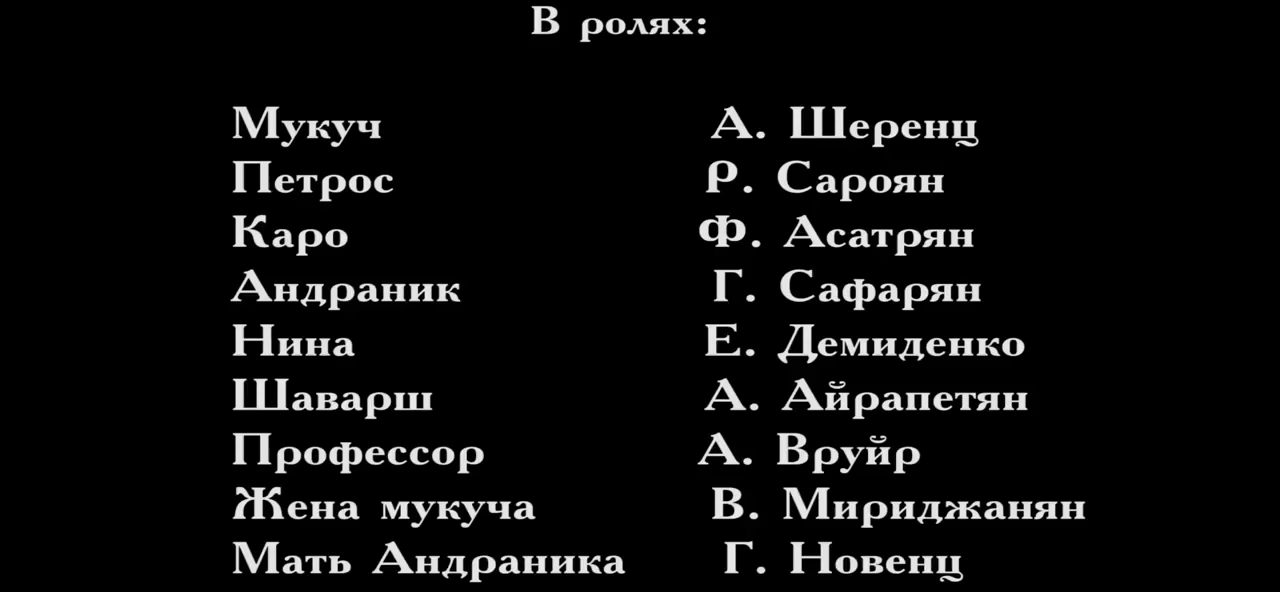 В ролях:
Мукуч А. Шеренц
Петрос Р. Сароян
Каро Ф. Асатрян
Андраник Г. Сафарян
Нина Е. Демиденко
Шаварш А. Айрапетян
Профессор А. Вруйр
Жена мукуча В. Мириджанян
Мать Андраника Г. Новенц